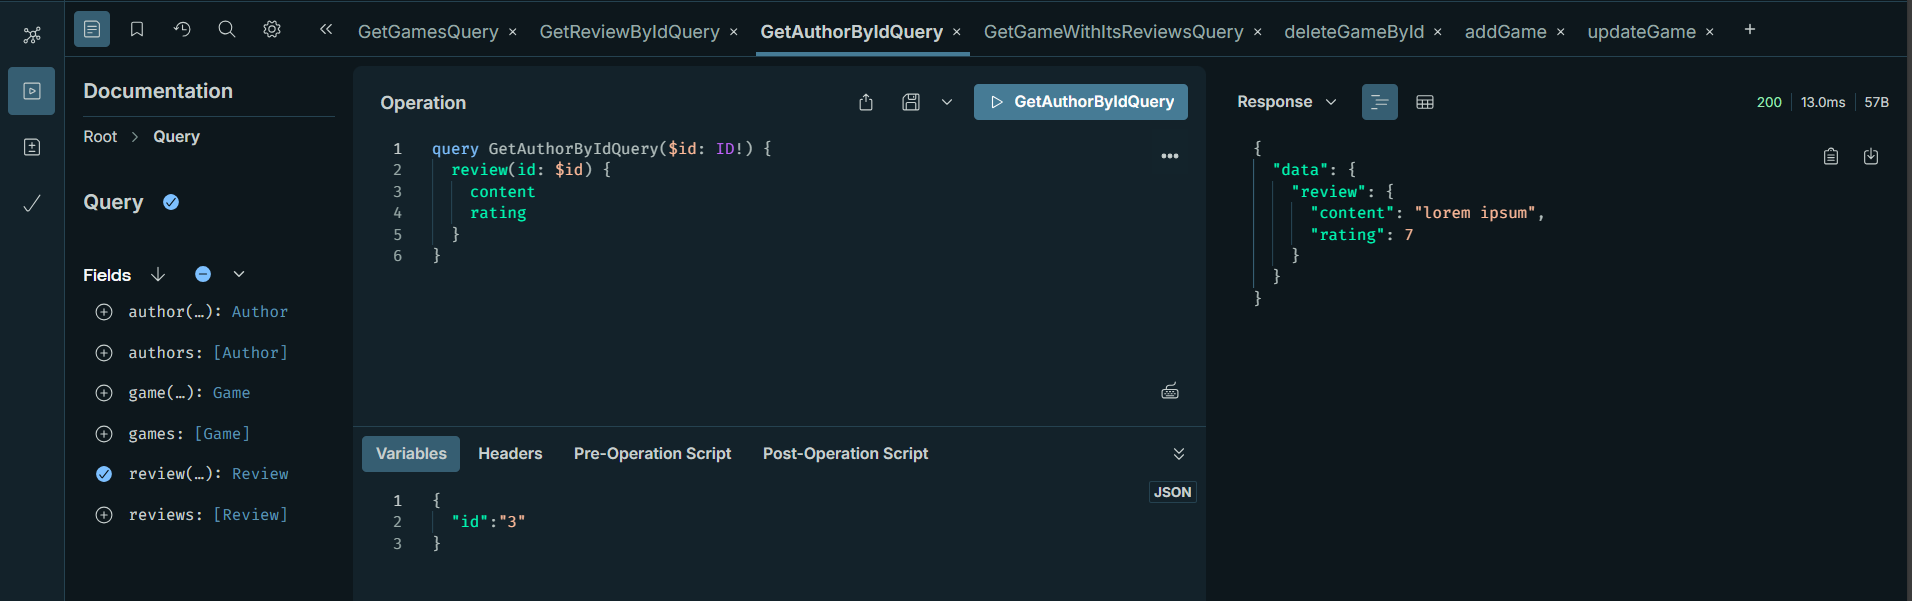 GetGamesQuery × GetReviewByIdQuery × GetAuthorByIdQuery × GetGameWithItsReviewsQuery × deleteGameById × addGame × updateGame × +
Documentation
Root > Query
Query
Fields
author(…): Author
authors: [Author]
game(…): Game
games: [Game]
review(…): Review
reviews: [Review]
Operation
GetAuthorByIdQuery
1 query GetAuthorByIdQuery($id: ID!) {
2 review(id: $id) {
3 content
4 rating
5 }
6 }
Variables Headers Pre-Operation Script Post-Operation Script
JSON
1 {
2 "id":"3"
3 }
Response
200 13.0ms 57B
{
"data": {
"review": {
"content": "lorem ipsum",
"rating": 7
}
}
}